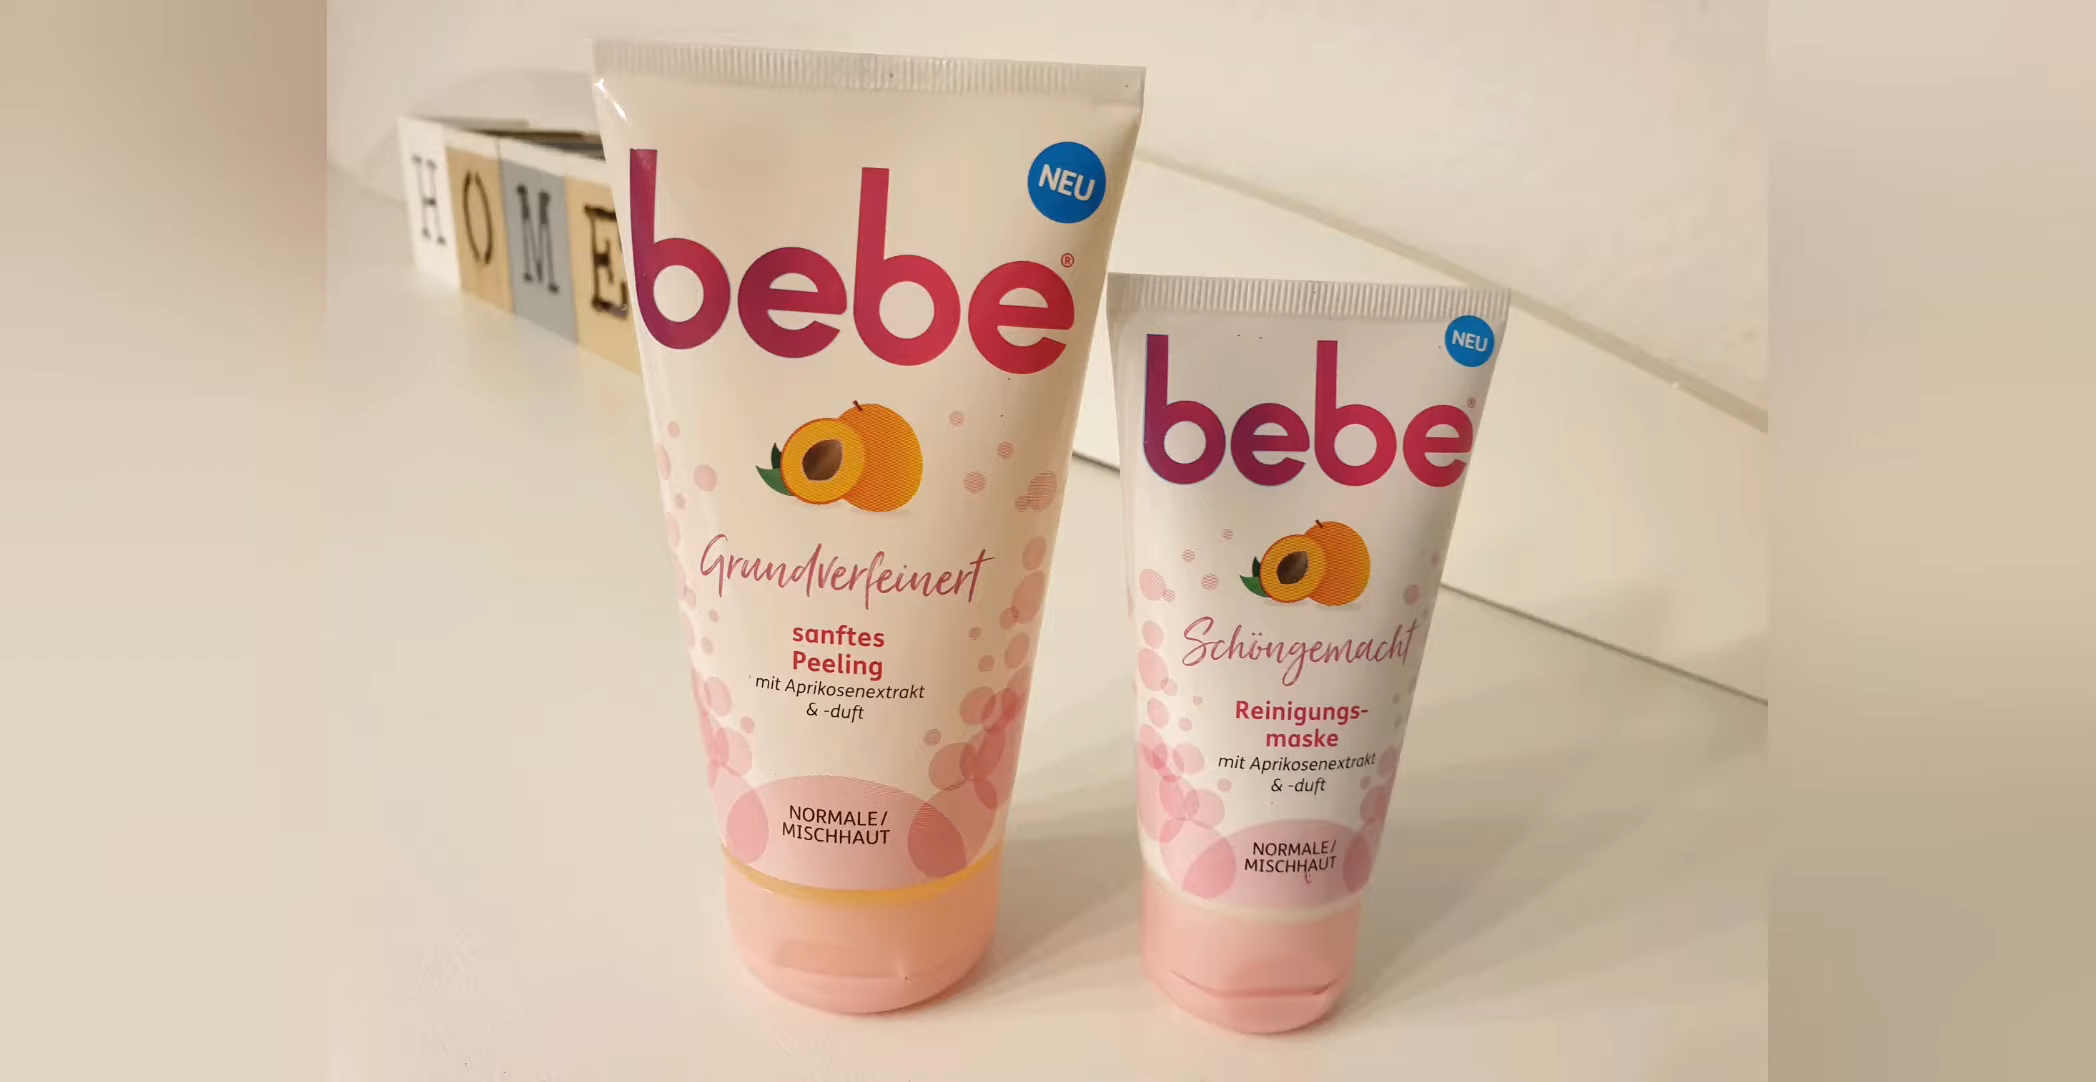 HOME
NEU
bebe®
Grundverfeinert
sanftes
Peeling
mit Aprikosenextrakt
& -duft
NORMALE/
MISCHHAUT
NEU
bebe®
Schöngemacht
Reinigungs-
maske
mit Aprikosenextrakt
& -duft
NORMALE/
MISCHHAUT